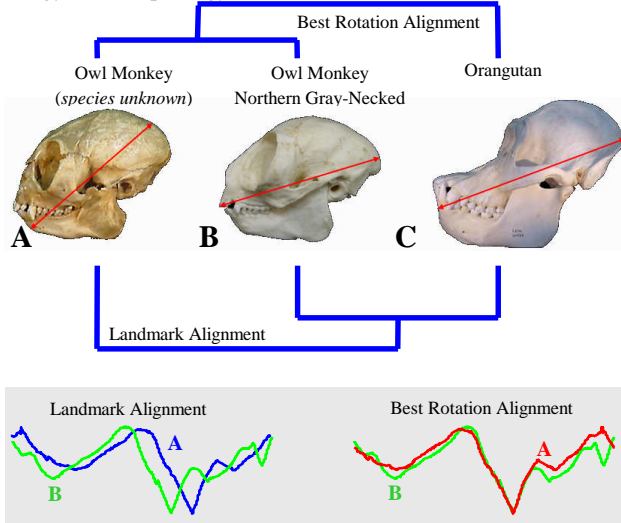 Best Rotation Alignment
Owl Monkey
(species unknown)
Owl Monkey
Northern Gray-Necked
Orangutan
A
B
C
Landmark Alignment
Landmark Alignment
A
B
Best Rotation Alignment
A
B